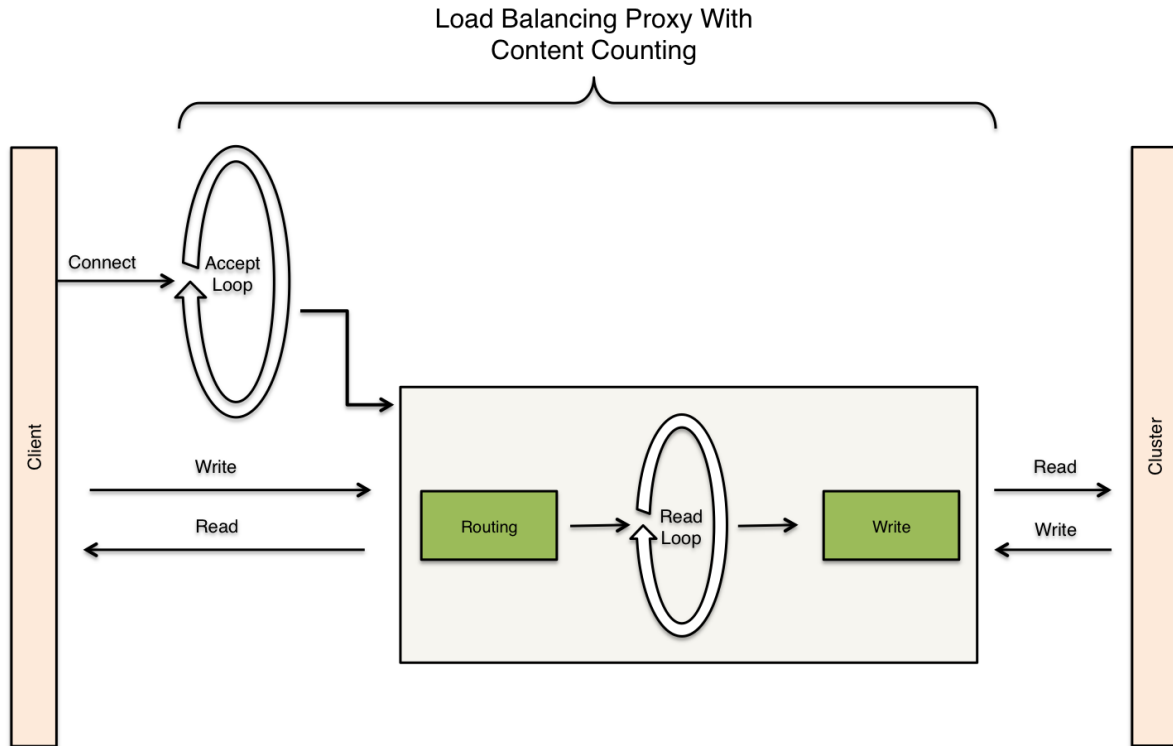 Load Balancing Proxy With
Content Counting
Connect
Accept
Loop
Client
Cluster
Write
Read
Read
Write
Routing
Read
Loop
Write